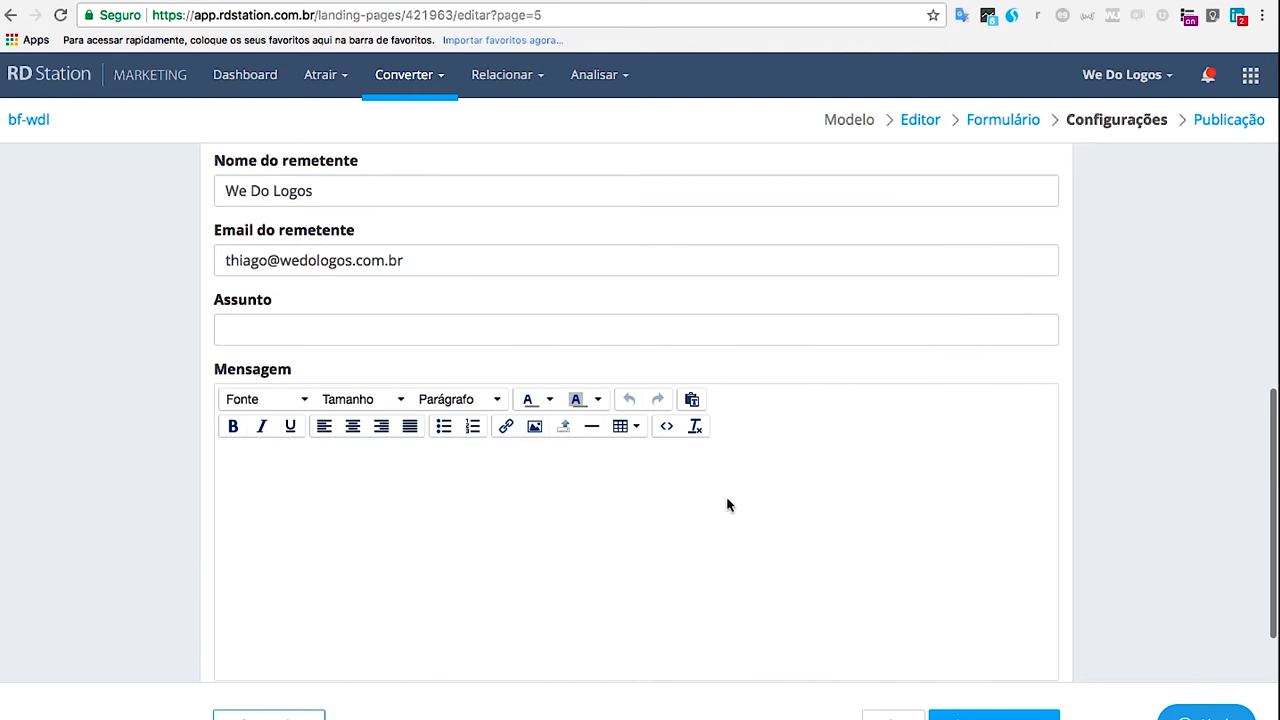 Seguro https://app.rdstation.com.br/landing-pages/421963/editar?page=5
Apps Para acessar rapidamente, coloque os seus favoritos aqui na barra de favoritos. Importar favoritos agora...
RD Station MARKETING Dashboard Atrair Converter Relacionar Analisar We Do Logos
bf-wdl Modelo > Editor > Formulário > Configurações > Publicação
Nome do remetente
We Do Logos
Email do remetente
thiago@wedologos.com.br
Assunto
Mensagem
Fonte Tamanho Parágrafo A A
B I U